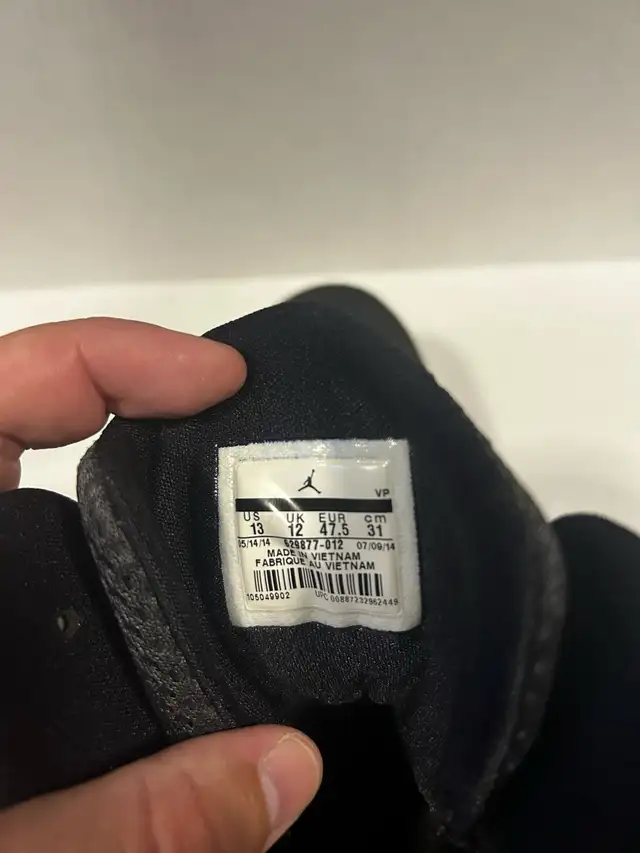 VP
US UK EUR cm
13 12 47.5 31
05/14/14 629877-012 07/09/14
MADE IN VIETNAM
FABRIQUE AU VIETNAM
105049902 UPC 00887232962449